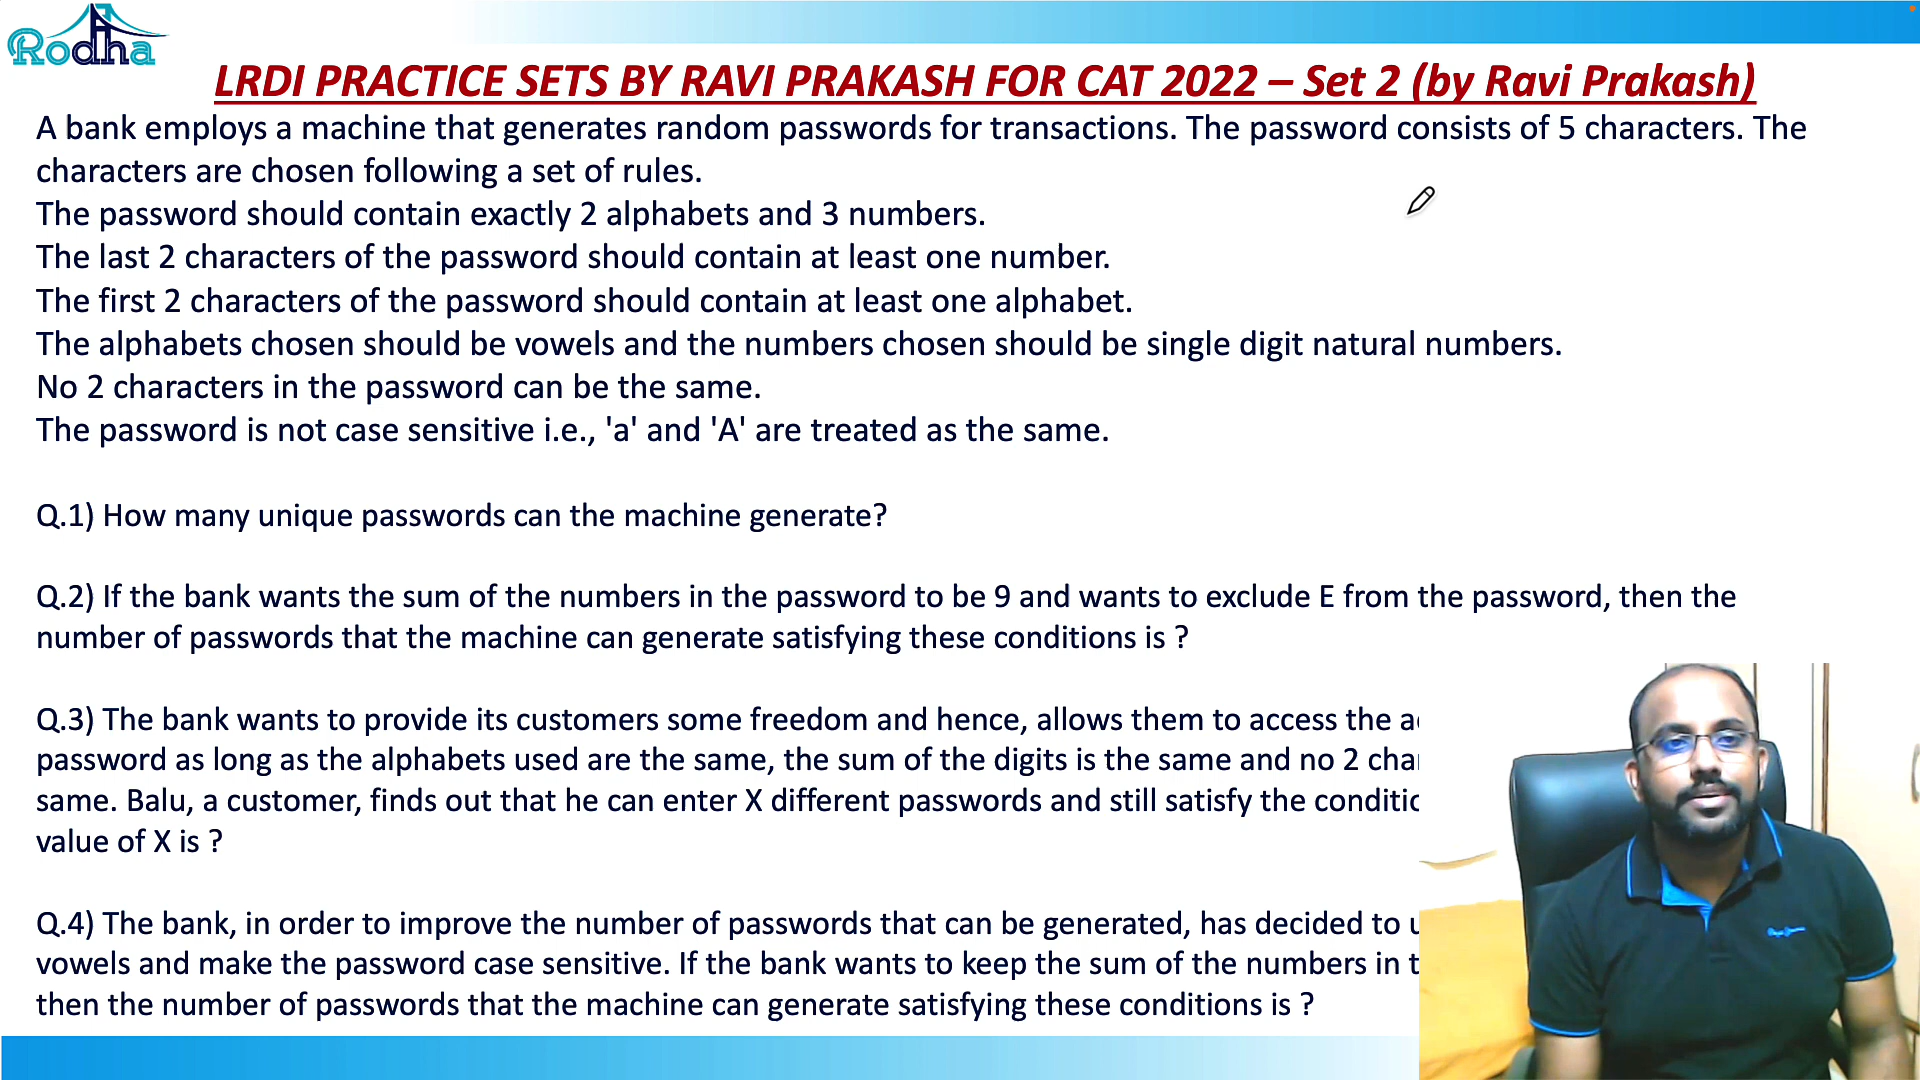 Rodha
LRDI PRACTICE SETS BY RAVI PRAKASH FOR CAT 2022 – Set 2 (by Ravi Prakash)
A bank employs a machine that generates random passwords for transactions. The password consists of 5 characters. The
characters are chosen following a set of rules.
The password should contain exactly 2 alphabets and 3 numbers.
The last 2 characters of the password should contain at least one number.
The first 2 characters of the password should contain at least one alphabet.
The alphabets chosen should be vowels and the numbers chosen should be single digit natural numbers.
No 2 characters in the password can be the same.
The password is not case sensitive i.e., 'a' and 'A' are treated as the same.
Q.1) How many unique passwords can the machine generate?
Q.2) If the bank wants the sum of the numbers in the password to be 9 and wants to exclude E from the password, then the
number of passwords that the machine can generate satisfying these conditions is ?
Q.3) The bank wants to provide its customers some freedom and hence, allows them to access the
password as long as the alphabets used are the same, the sum of the digits is the same and no 2
same. Balu, a customer, finds out that he can enter X different passwords and still satisfy the
value of X is ?
Q.4) The bank, in order to improve the number of passwords that can be generated, has decided to
vowels and make the password case sensitive. If the bank wants to keep the sum of the numbers in
then the number of passwords that the machine can generate satisfying these conditions is ?